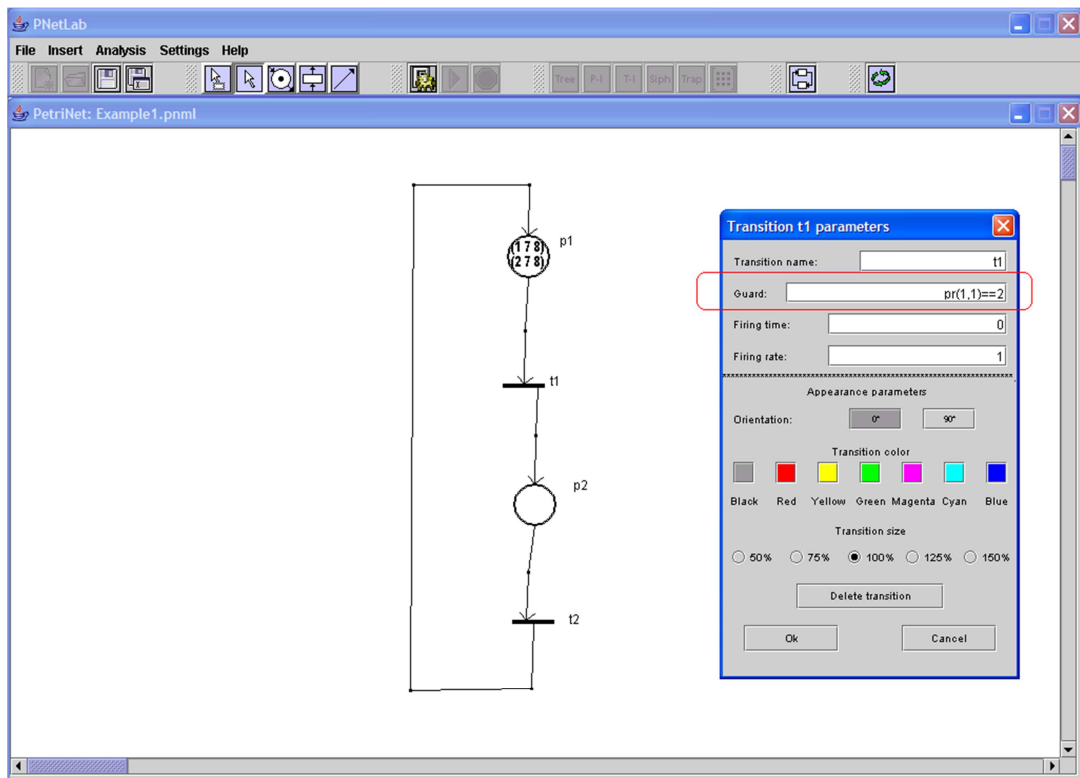 PNetLab
File Insert Analysis Settings Help
Tree P-I T-I Siph Trap
PetriNet: Example1.pnml
(1 7 8)
(2 7 8)
p1
t1
p2
t2
Transition t1 parameters
Transition name: t1
Guard: pr(1,1)==2
Firing time: 0
Firing rate: 1
Appearance parameters
Orientation: 0° 90°
Transition color
Black Red Yellow Green Magenta Cyan Blue
Transition size
50% 75% 100% 125% 150%
Delete transition
Ok Cancel